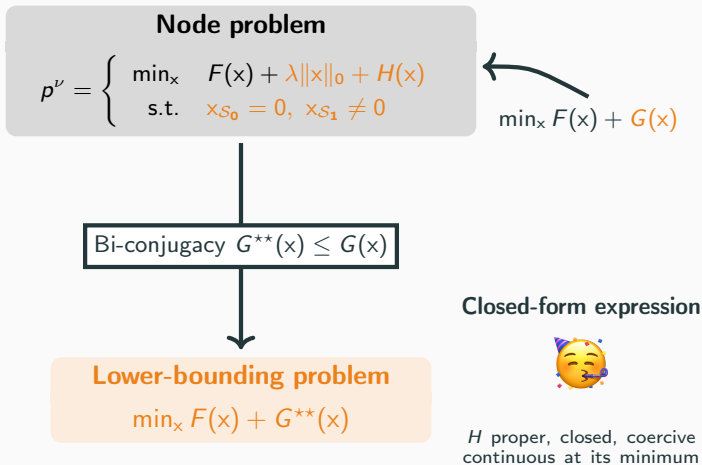 Node problem
p^ν = { min_x F(x) + λ‖x‖_0 + H(x)
s.t. x_{S_0} = 0, x_{S_1} ≠ 0
min_x F(x) + G(x)
Bi-conjugacy G^{⋆⋆}(x) ≤ G(x)
Closed-form expression
Lower-bounding problem
min_x F(x) + G^{⋆⋆}(x)
H proper, closed, coercive
continuous at its minimum